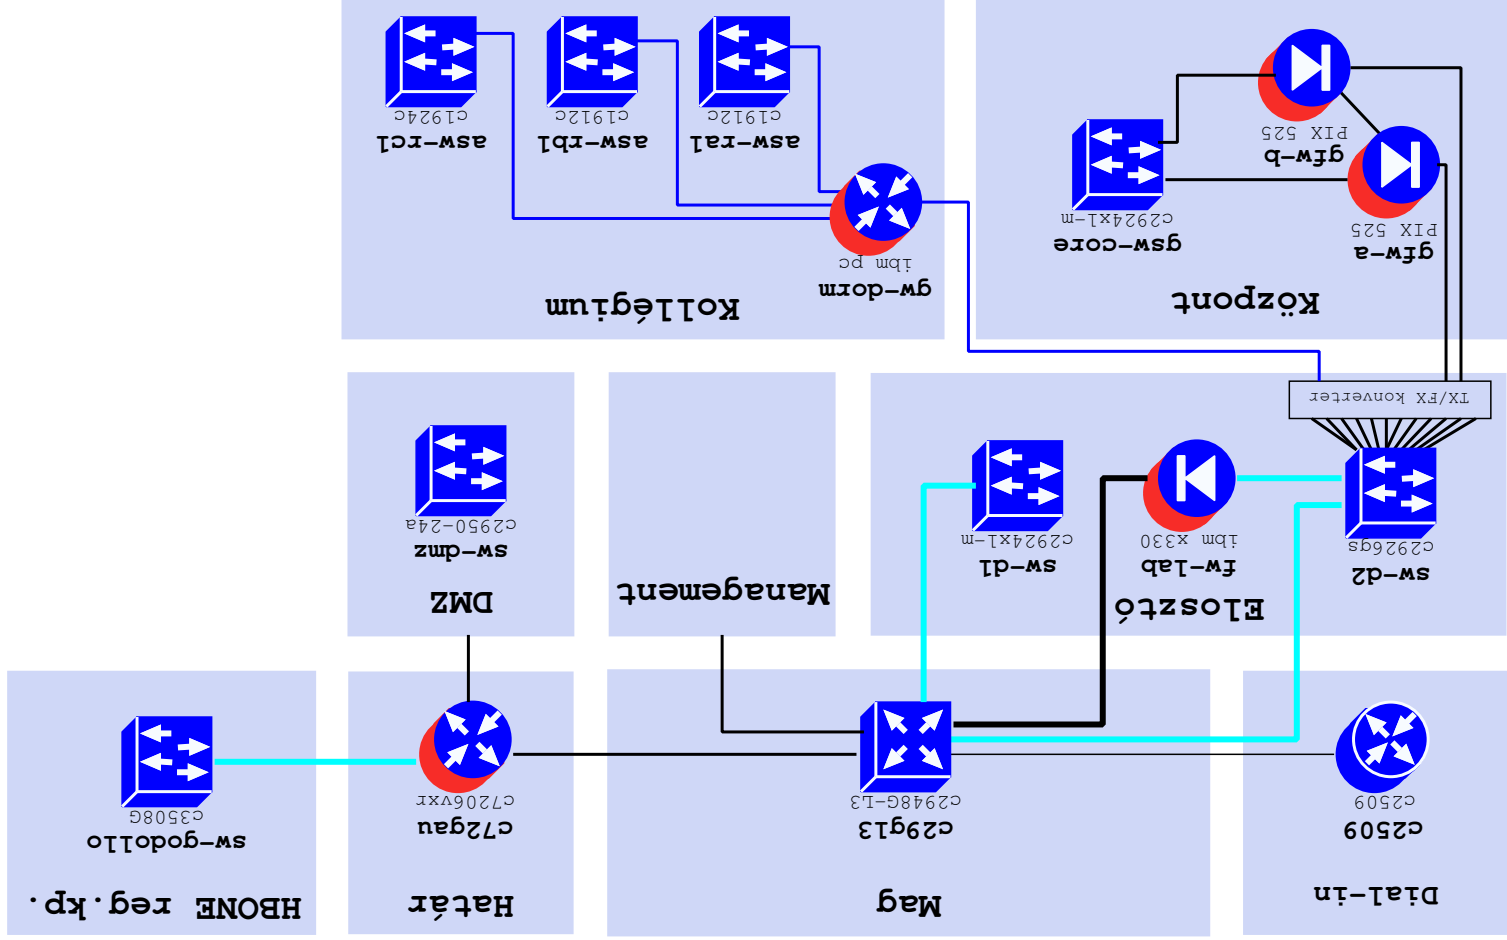 Dial-in
c2509
c2509
Mag
c29gl3
c2948G-L3
Határ
c72gau
c7206vxr
HBONE reg.kp.
sw-godollo
c3508G
Elosztó
sw-d2
c2926gs
fw-lab
ibm x330
sw-d1
c2924xl-m
TX/FX konverter
Management
DMZ
sw-dmz
c2950-24a
Központ
gfw-a
PIX 525
gsw-core
c2924xl-m
gfw-b
PIX 525
Kollégium
gw-dorm
ibm pc
asw-ra1
c1912c
asw-rb1
c1912c
asw-rc1
c1924c